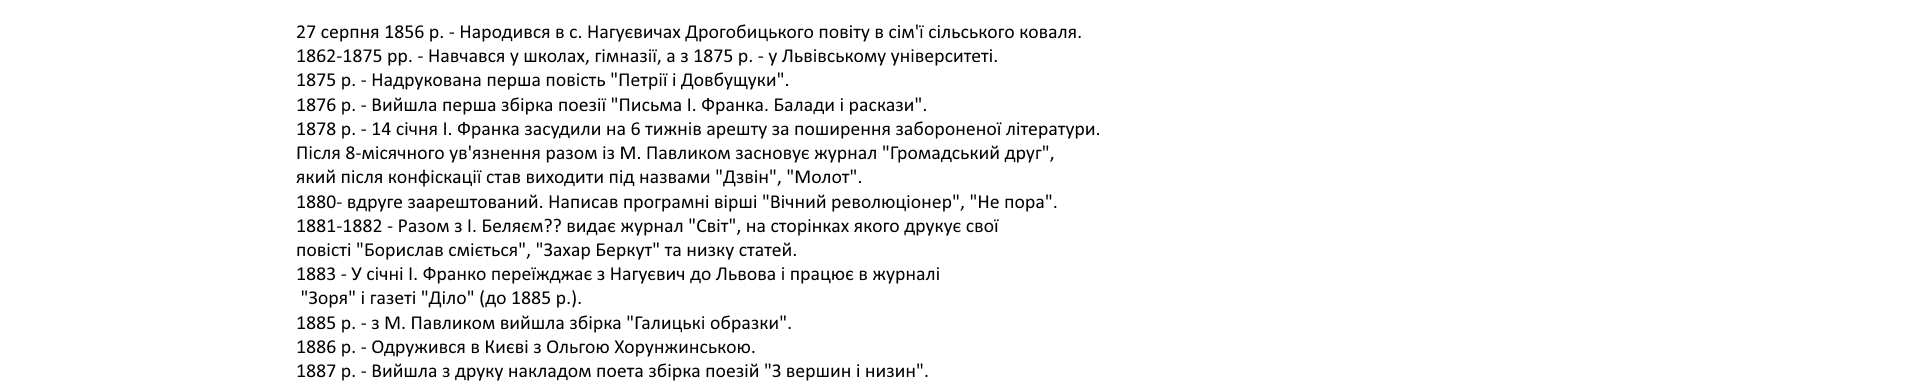 27 серпня 1856 р. - Народився в с. Нагуєвичах Дрогобицького повіту в сім'ї сільського коваля.
1862-1875 рр. - Навчався у школах, гімназії, а з 1875 р. - у Львівському університеті.
1875 р. - Надрукована перша повість "Петрії і Довбущуки".
1876 р. - Вийшла перша збірка поезії "Письма І. Франка. Балади і раскази".
1878 р. - 14 січня І. Франка засудили на 6 тижнів арешту за поширення забороненої літератури.
Після 8-місячного ув'язнення разом із М. Павликом засновує журнал "Громадський друг",
який після конфіскації став виходити під назвами "Дзвін", "Молот".
1880- вдруге заарештований. Написав програмні вірші "Вічний революціонер", "Не пора".
1881-1882 - Разом з І. Беляєм?? видає журнал "Світ", на сторінках якого друкує свої
повісті "Борислав сміється", "Захар Беркут" та низку статей.
1883 - У січні І. Франко переїжджає з Нагуєвич до Львова і працює в журналі
"Зоря" і газеті "Діло" (до 1885 р.).
1885 р. - з М. Павликом вийшла збірка "Галицькі образки".
1886 р. - Одружився в Києві з Ольгою Хорунжинською.
1887 р. - Вийшла з друку накладом поета збірка поезій "З вершин і низин".